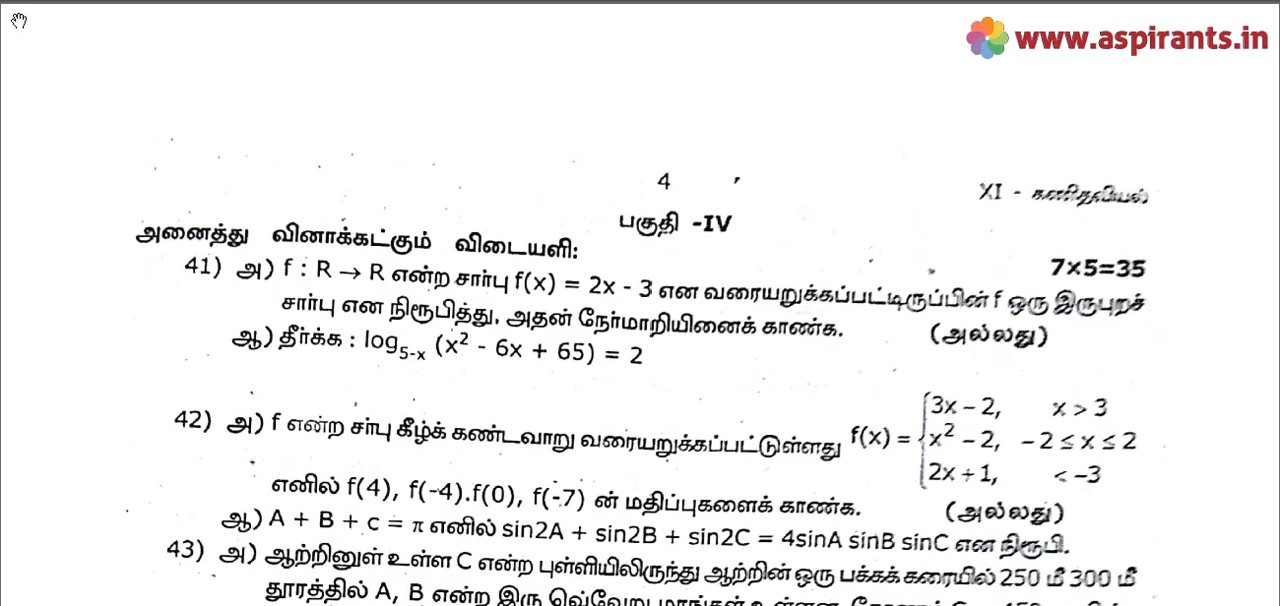 www.aspirants.in
4
XI - கணிதவியல்
பகுதி -IV
அனைத்து வினாக்கட்கும் விடையளி:
7×5=35
41) அ) f : R → R என்ற சார்பு f(x) = 2x - 3 என வரையறுக்கப்பட்டிருப்பின் f ஒரு இருபுறச்
சார்பு என நிரூபித்து, அதன் நேர்மாறியினைக் காண்க. (அல்லது)
ஆ) தீர்க்க : log₅₋ₓ (x² - 6x + 65) = 2
42) அ) f என்ற சர்பு கீழ்க் கண்டவாறு வரையறுக்கப்பட்டுள்ளது f(x) = {3x – 2, x > 3
x² – 2, – 2 ≤ x ≤ 2
2x + 1, < –3
எனில் f(4), f(-4).f(0), f(-7) ன் மதிப்புகளைக் காண்க. (அல்லது)
ஆ) A + B + c = π எனில் sin2A + sin2B + sin2C = 4sinA sinB sinC என நிரூபி.
43) அ) ஆற்றினுள் உள்ள C என்ற புள்ளியிலிருந்து ஆற்றின் ஒரு பக்கக் கரையில் 250 மீ 300 மீ
தூரத்தில் A, B என்ற இரு